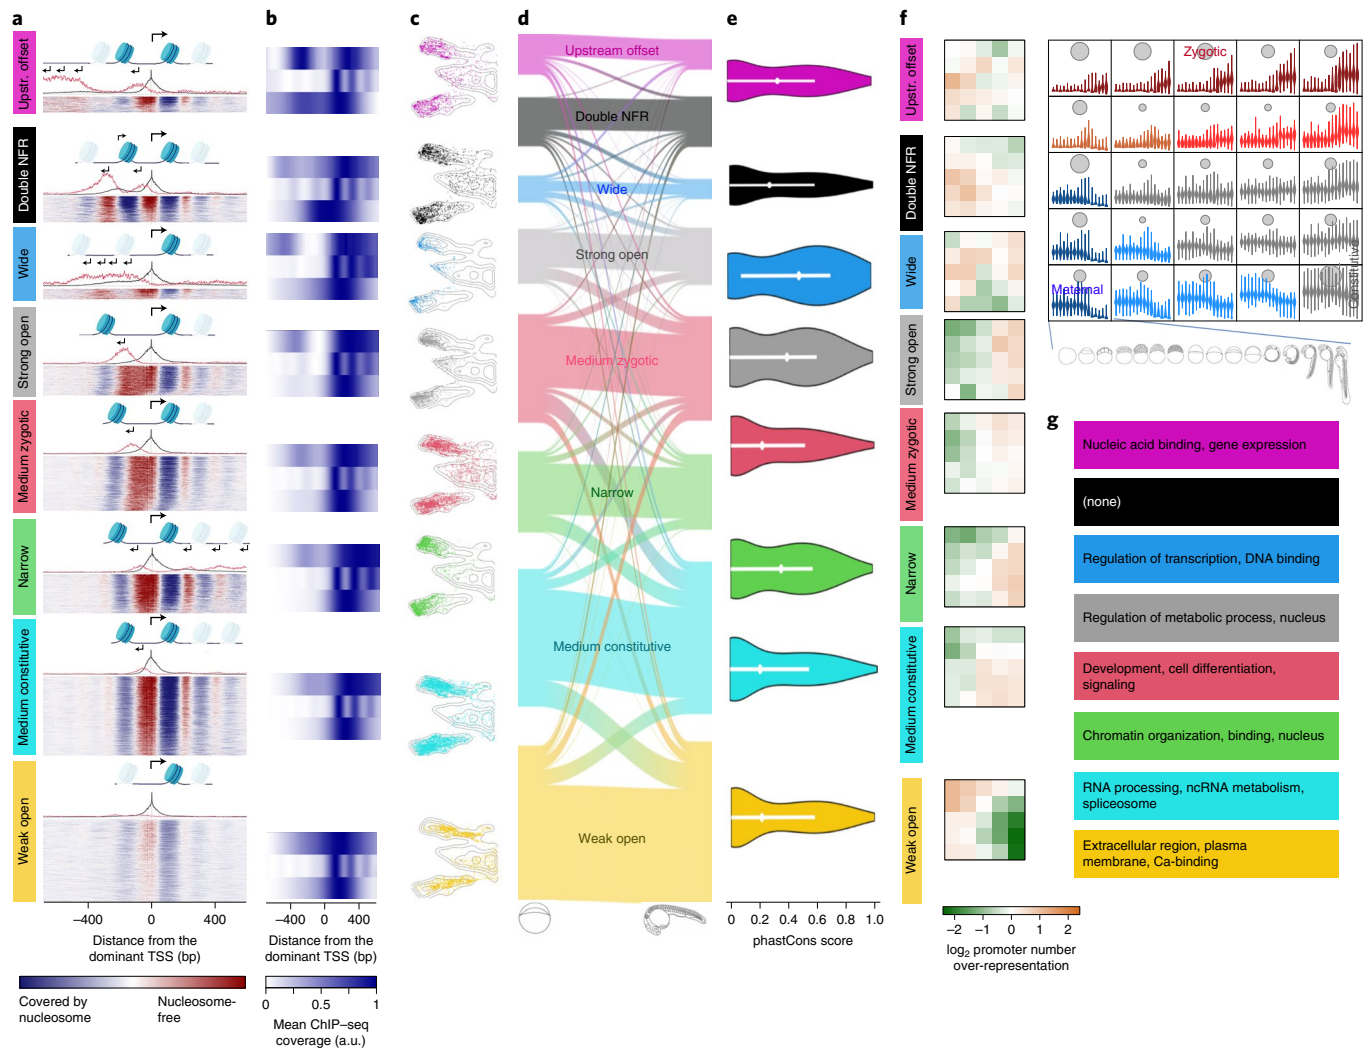 a
b
c
d
e
f
g
Upstr. offset
Double NFR
Wide
Strong open
Medium zygotic
Narrow
Medium constitutive
Weak open
−400
0
400
Distance from the
dominant TSS (bp)
Covered by
nucleosome
Nucleosome-
free
−400
0
400
Distance from the
dominant TSS (bp)
0
0.5
1
Mean ChIP–seq
coverage (a.u.)
Upstream offset
Double NFR
Wide
Strong open
Medium zygotic
Narrow
Medium constitutive
Weak open
0
0.2
0.4
0.6
0.8
1.0
phastCons score
Upstr. offset
Double NFR
Wide
Strong open
Medium zygotic
Narrow
Medium constitutive
Weak open
−2
−1
0
1
2
log2 promoter number
over-representation
Zygotic
Maternal
Constitutive
Nucleic acid binding, gene expression
(none)
Regulation of transcription, DNA binding
Regulation of metabolic process, nucleus
Development, cell differentiation,
signaling
Chromatin organization, binding, nucleus
RNA processing, ncRNA metabolism,
spliceosome
Extracellular region, plasma
membrane, Ca-binding